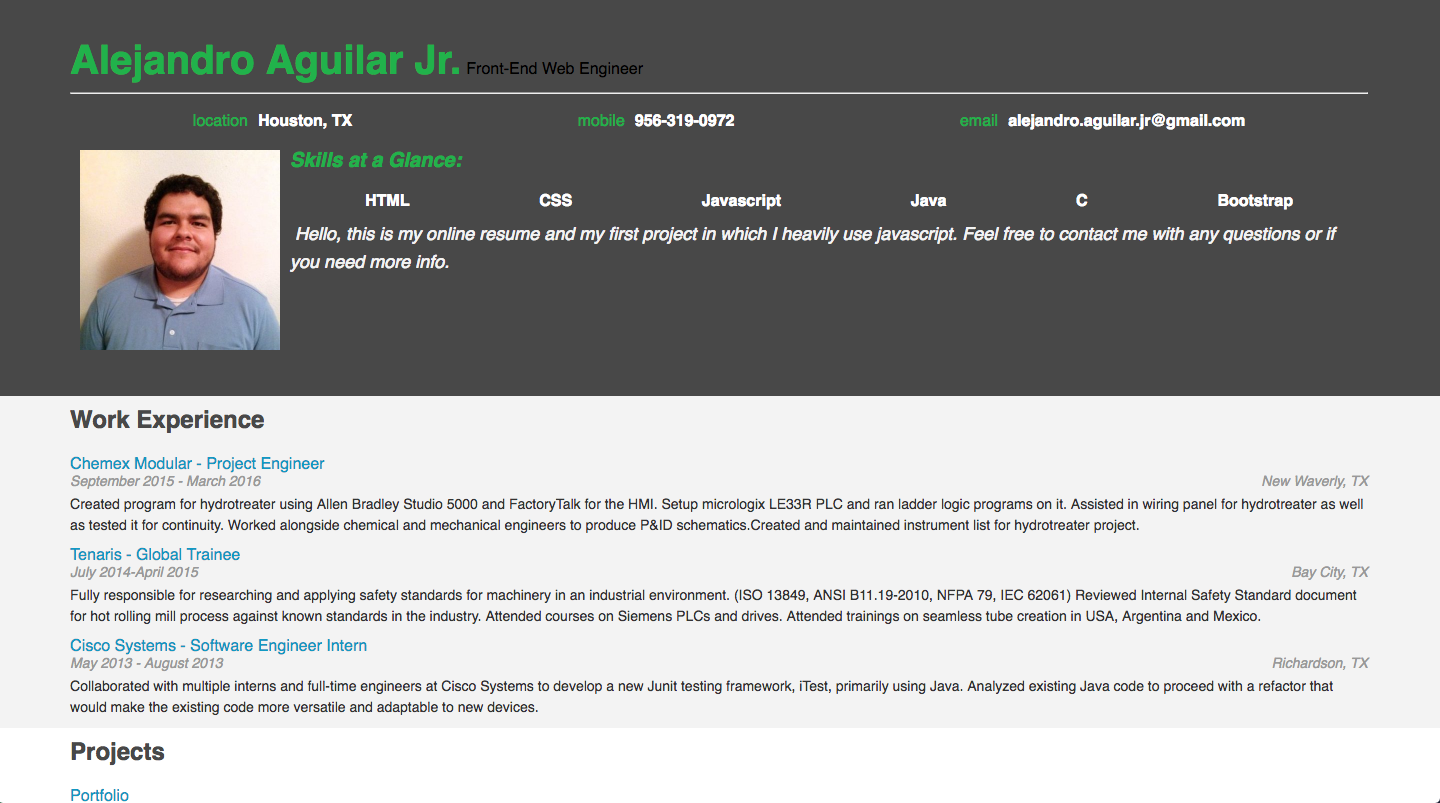 Alejandro Aguilar Jr. Front-End Web Engineer
location Houston, TX mobile 956-319-0972 email alejandro.aguilar.jr@gmail.com
Skills at a Glance:
HTML CSS Javascript Java C Bootstrap
Hello, this is my online resume and my first project in which I heavily use javascript. Feel free to contact me with any questions or if
you need more info.
Work Experience
Chemex Modular - Project Engineer
September 2015 - March 2016 New Waverly, TX
Created program for hydrotreater using Allen Bradley Studio 5000 and FactoryTalk for the HMI. Setup micrologix LE33R PLC and ran ladder logic programs on it. Assisted in wiring panel for hydrotreater as well
as tested it for continuity. Worked alongside chemical and mechanical engineers to produce P&ID schematics.Created and maintained instrument list for hydrotreater project.
Tenaris - Global Trainee
July 2014-April 2015 Bay City, TX
Fully responsible for researching and applying safety standards for machinery in an industrial environment. (ISO 13849, ANSI B11.19-2010, NFPA 79, IEC 62061) Reviewed Internal Safety Standard document
for hot rolling mill process against known standards in the industry. Attended courses on Siemens PLCs and drives. Attended trainings on seamless tube creation in USA, Argentina and Mexico.
Cisco Systems - Software Engineer Intern
May 2013 - August 2013 Richardson, TX
Collaborated with multiple interns and full-time engineers at Cisco Systems to develop a new Junit testing framework, iTest, primarily using Java. Analyzed existing Java code to proceed with a refactor that
would make the existing code more versatile and adaptable to new devices.
Projects
Portfolio